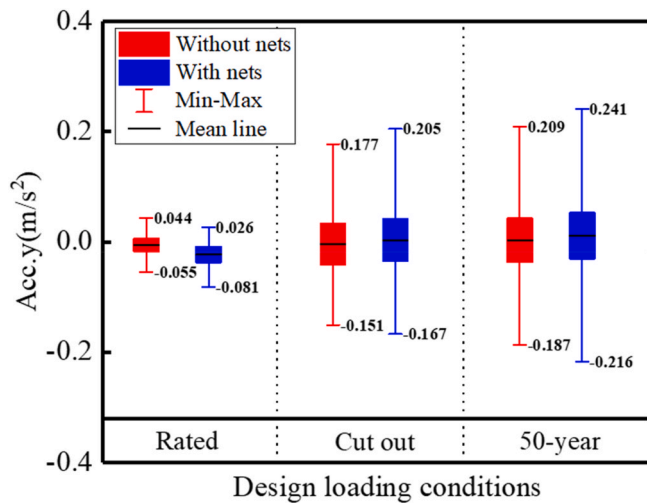 0.4
0.2
0.0
-0.2
-0.4
Acc.y(m/s²)
Without nets
With nets
Min-Max
Mean line
0.044
-0.055
0.026
-0.081
0.177
-0.151
0.205
-0.167
0.209
-0.187
0.241
-0.216
Rated
Cut out
50-year
Design loading conditions